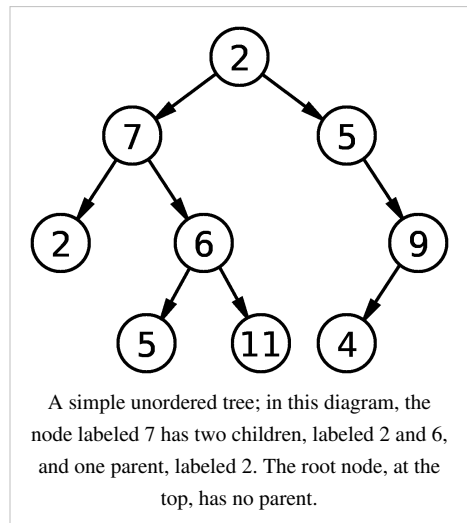 2
7 5
2 6 9
5 11 4
A simple unordered tree; in this diagram, the
node labeled 7 has two children, labeled 2 and 6,
and one parent, labeled 2. The root node, at the
top, has no parent.